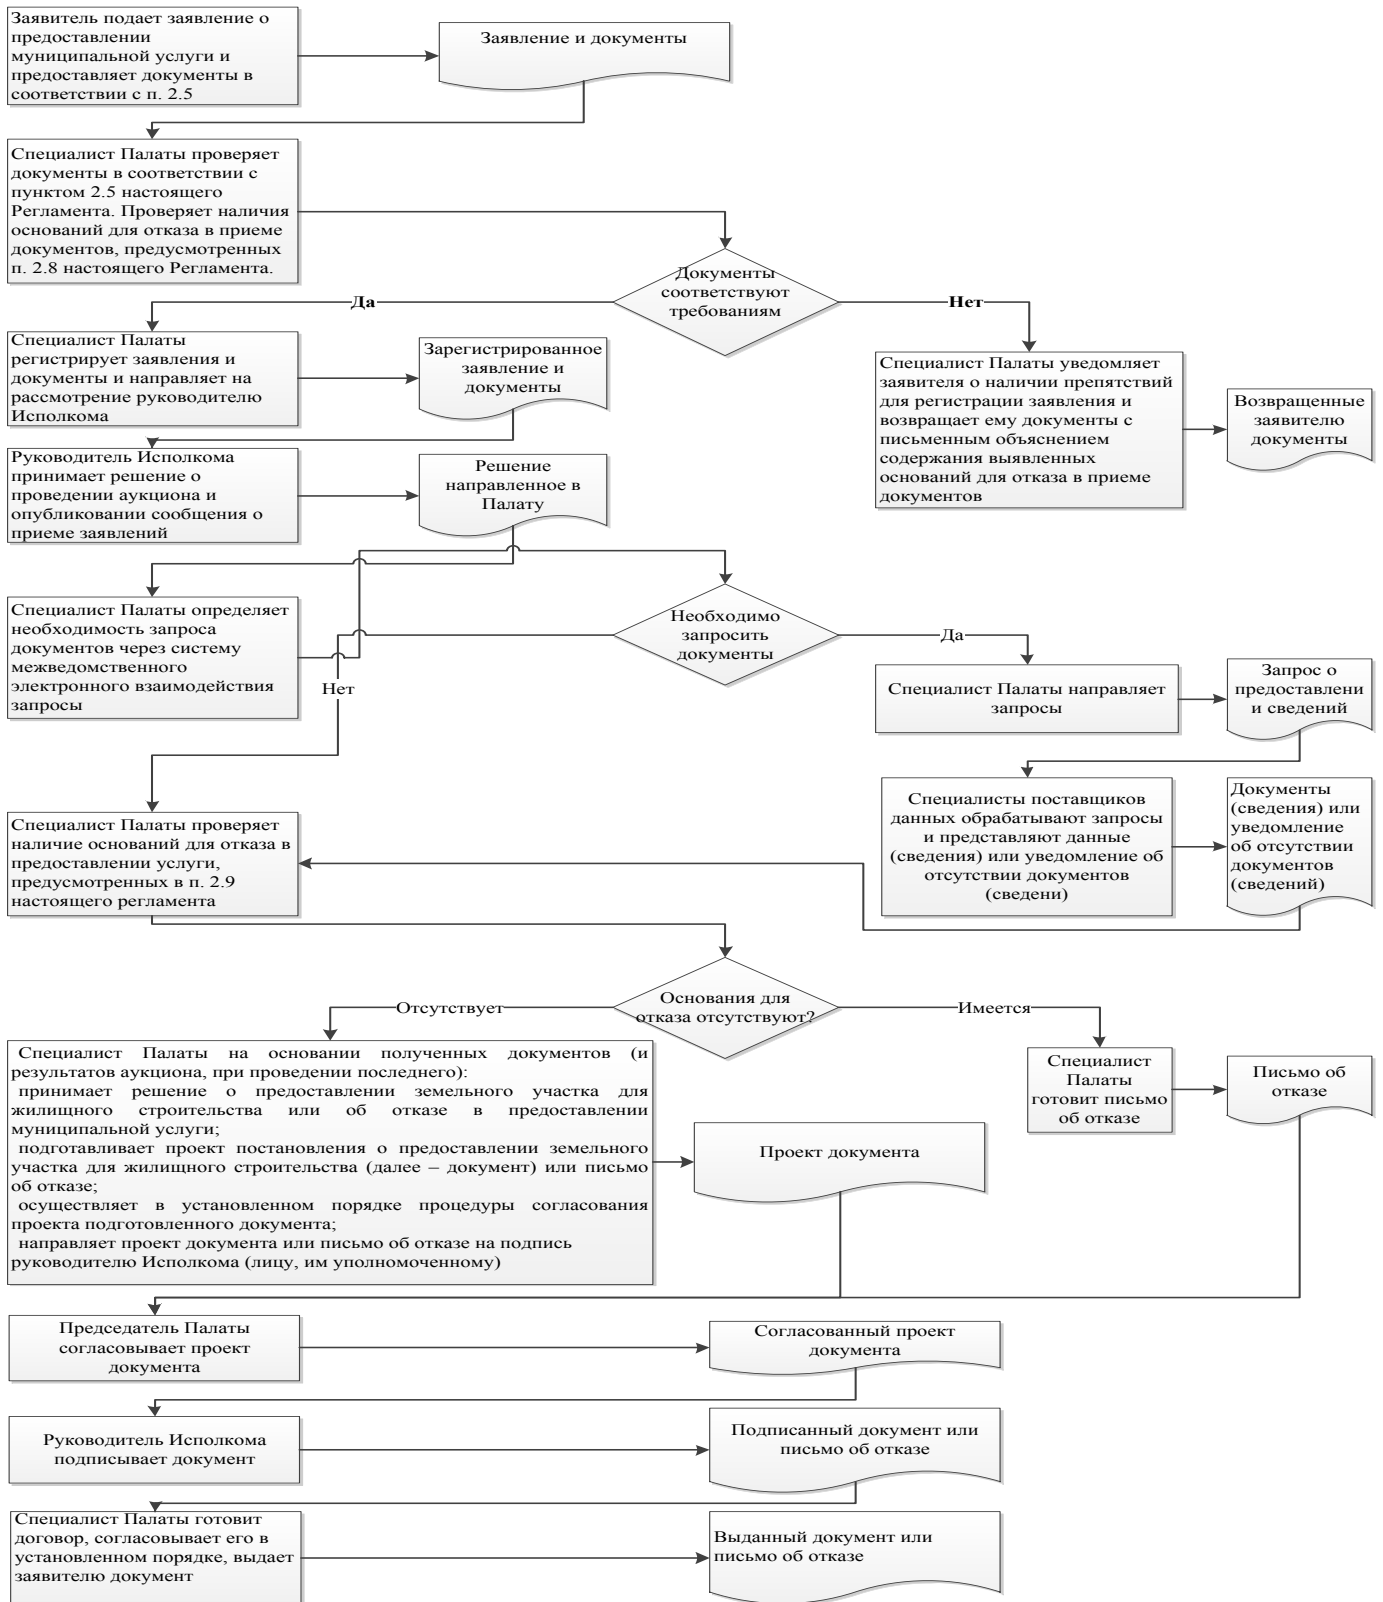 Заявитель подает заявление о
предоставлении
муниципальной услуги и
предоставляет документы в
соответствии с п. 2.5
Заявление и документы
Специалист Палаты проверяет
документы в соответствии с
пунктом 2.5 настоящего
Регламента. Проверяет наличия
оснований для отказа в приеме
документов, предусмотренных
п. 2.8 настоящего Регламента.
Документы
соответствуют
требованиям
Да
Нет
Специалист Палаты
регистрирует заявления и
документы и направляет на
рассмотрение руководителю
Исполкома
Зарегистрированное
заявление и
документы
Специалист Палаты уведомляет
заявителя о наличии препятствий
для регистрации заявления и
возвращает ему документы с
письменным объяснением
содержания выявленных
оснований для отказа в приеме
документов
Возвращенные
заявителю
документы
Руководитель Исполкома
принимает решение о
проведении аукциона и
опубликовании сообщения о
приеме заявлений
Решение
направленное в
Палату
Специалист Палаты определяет
необходимость запроса
документов через систему
межведомственного
электронного взаимодействия
запросы
Необходимо
запросить
документы
Да
Нет
Специалист Палаты направляет
запросы
Запрос о
предоставлени
и сведений
Специалисты поставщиков
данных обрабатывают запросы
и представляют данные
(сведения) или уведомление об
отсутствии документов
(сведени)
Документы
(сведения) или
уведомление
об отсутствии
документов
(сведений)
Специалист Палаты проверяет
наличие оснований для отказа в
предоставлении услуги,
предусмотренных в п. 2.9
настоящего регламента
Основания для
отказа отсутствуют?
Отсутствует
Имеется
Специалист Палаты на основании полученных документов (и
результатов аукциона, при проведении последнего):
принимает решение о предоставлении земельного участка для
жилищного строительства или об отказе в предоставлении
муниципальной услуги;
подготавливает проект постановления о предоставлении земельного
участка для жилищного строительства (далее – документ) или письмо
об отказе;
осуществляет в установленном порядке процедуры согласования
проекта подготовленного документа;
направляет проект документа или письмо об отказе на подпись
руководителю Исполкома (лицу, им уполномоченному)
Проект документа
Специалист
Палаты
готовит письмо
об отказе
Письмо об
отказе
Председатель Палаты
согласовывает проект
документа
Согласованный проект
документа
Руководитель Исполкома
подписывает документ
Подписанный документ или
письмо об отказе
Специалист Палаты готовит
договор, согласовывает его в
установленном порядке, выдает
заявителю документ
Выданный документ или
письмо об отказе